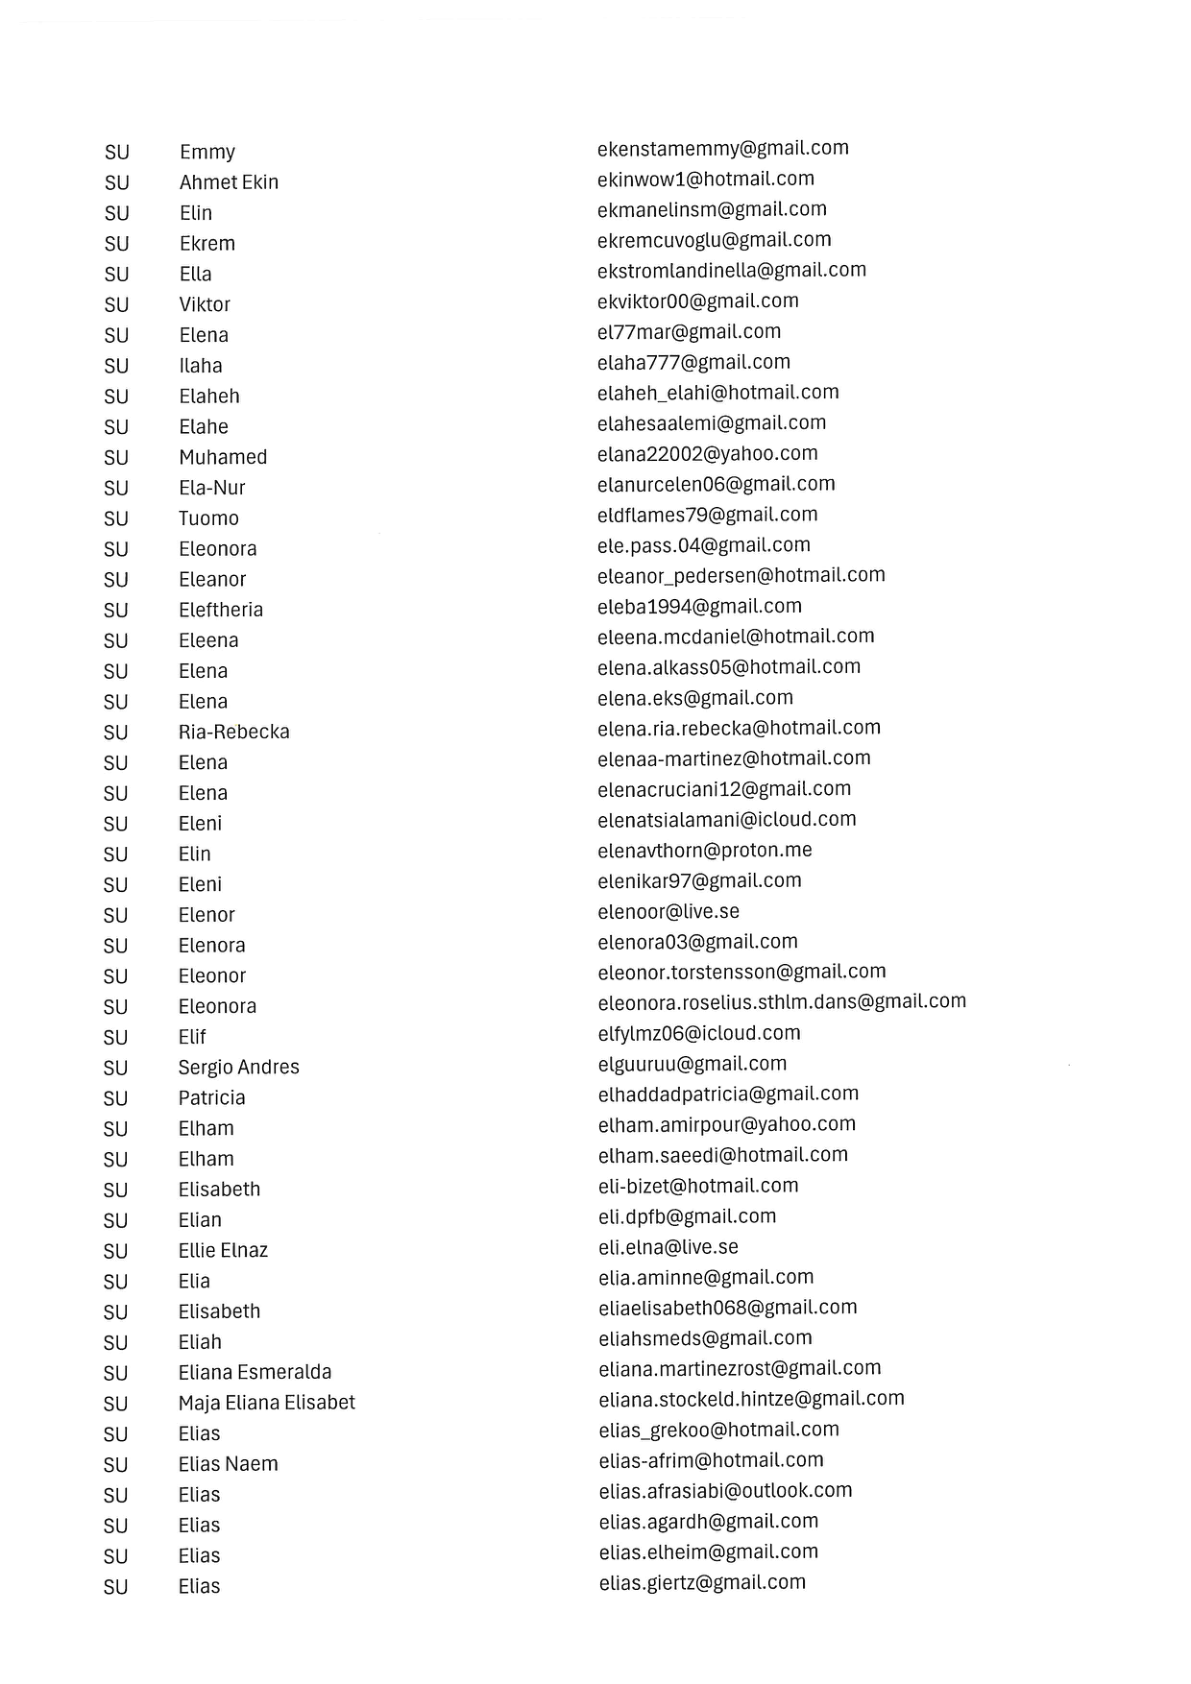 SU Emmy ekenstamemmy@gmail.com
SU Ahmet Ekin ekinwow1@hotmail.com
SU Elin ekmanelinsm@gmail.com
SU Ekrem ekremcuvoglu@gmail.com
SU Ella ekstromlandinella@gmail.com
SU Viktor ekviktor00@gmail.com
SU Elena el77mar@gmail.com
SU Ilaha elaha777@gmail.com
SU Elaheh elaheh_elahi@hotmail.com
SU Elahe elahesaalemi@gmail.com
SU Muhamed elana22002@yahoo.com
SU Ela-Nur elanurcelen06@gmail.com
SU Tuomo eldflames79@gmail.com
SU Eleonora ele.pass.04@gmail.com
SU Eleanor eleanor_pedersen@hotmail.com
SU Eleftheria eleba1994@gmail.com
SU Eleena eleena.mcdaniel@hotmail.com
SU Elena elena.alkass05@hotmail.com
SU Elena elena.eks@gmail.com
SU Ria-Rebecka elena.ria.rebecka@hotmail.com
SU Elena elenaa-martinez@hotmail.com
SU Elena elenacruciani12@gmail.com
SU Eleni elenatsialamani@icloud.com
SU Elin elenavthorn@proton.me
SU Eleni elenikar97@gmail.com
SU Elenor elenoor@live.se
SU Elenora elenora03@gmail.com
SU Eleonor eleonor.torstensson@gmail.com
SU Eleonora eleonora.roselius.sthlm.dans@gmail.com
SU Elif elfylmz06@icloud.com
SU Sergio Andres elguuruu@gmail.com
SU Patricia elhaddadpatricia@gmail.com
SU Elham elham.amirpour@yahoo.com
SU Elham elham.saeedi@hotmail.com
SU Elisabeth eli-bizet@hotmail.com
SU Elian eli.dpfb@gmail.com
SU Ellie Elnaz eli.elna@live.se
SU Elia elia.aminne@gmail.com
SU Elisabeth eliaelisabeth068@gmail.com
SU Eliah eliahsmeds@gmail.com
SU Eliana Esmeralda eliana.martinezrost@gmail.com
SU Maja Eliana Elisabet eliana.stockeld.hintze@gmail.com
SU Elias elias_grekoo@hotmail.com
SU Elias Naem elias-afrim@hotmail.com
SU Elias elias.afrasiabi@outlook.com
SU Elias elias.agardh@gmail.com
SU Elias elias.elheim@gmail.com
SU Elias elias.giertz@gmail.com